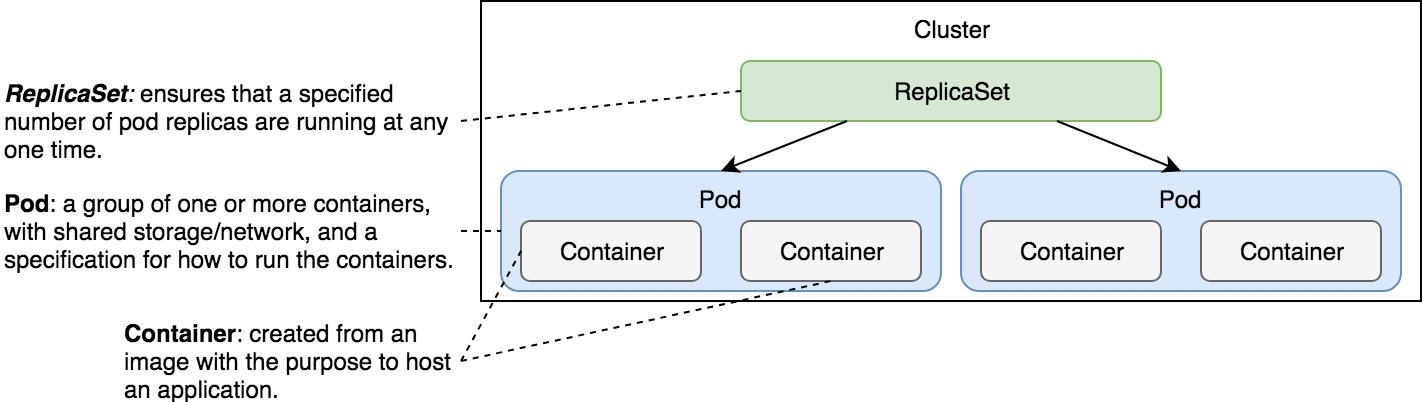 Cluster
ReplicaSet
ReplicaSet: ensures that a specified
number of pod replicas are running at any
one time.
Pod: a group of one or more containers,
with shared storage/network, and a
specification for how to run the containers.
Pod
Container
Container
Pod
Container
Container
Container: created from an
image with the purpose to host
an application.